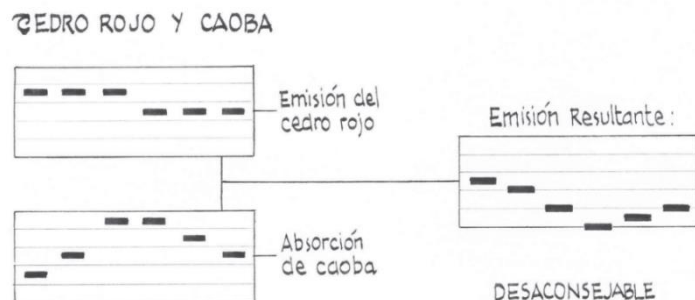 CEDRO ROJO Y CAOBA
Emisión del
cedro rojo
Emisión Resultante:
Absorción
de caoba
DESACONSEJABLE